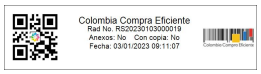 Colombia Compra Eficiente
Rad No. RS20230103000019
Anexos: No Con copia: No
Fecha: 03/01/2023 09:11:07
Colombia Compra Eficiente